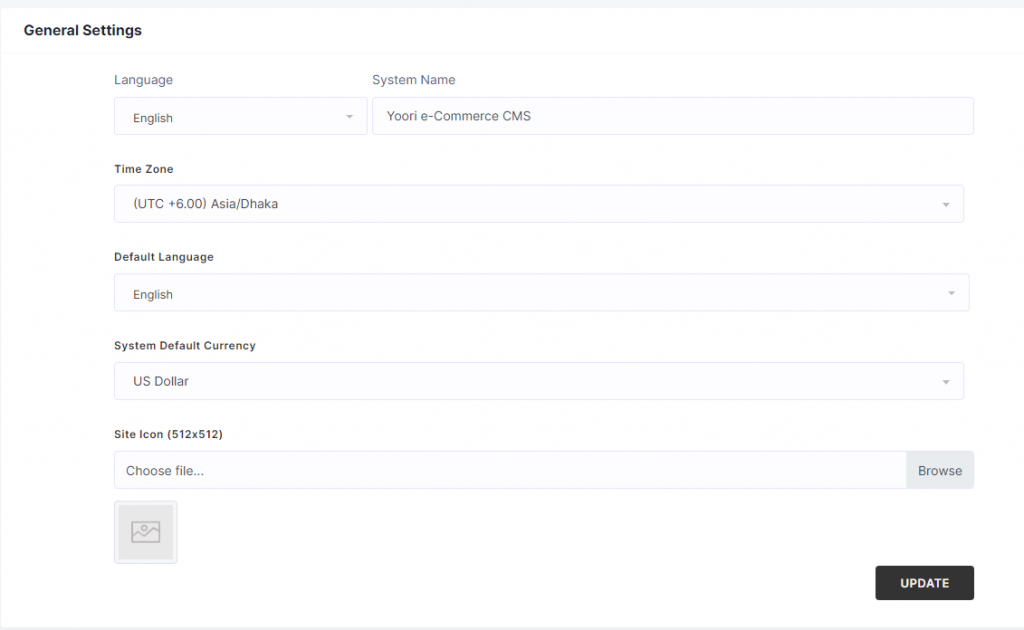 General Settings
Language
System Name
English
Yoori e-Commerce CMS
Time Zone
(UTC +6.00) Asia/Dhaka
Default Language
English
System Default Currency
US Dollar
Site Icon (512x512)
Choose file...
Browse
UPDATE